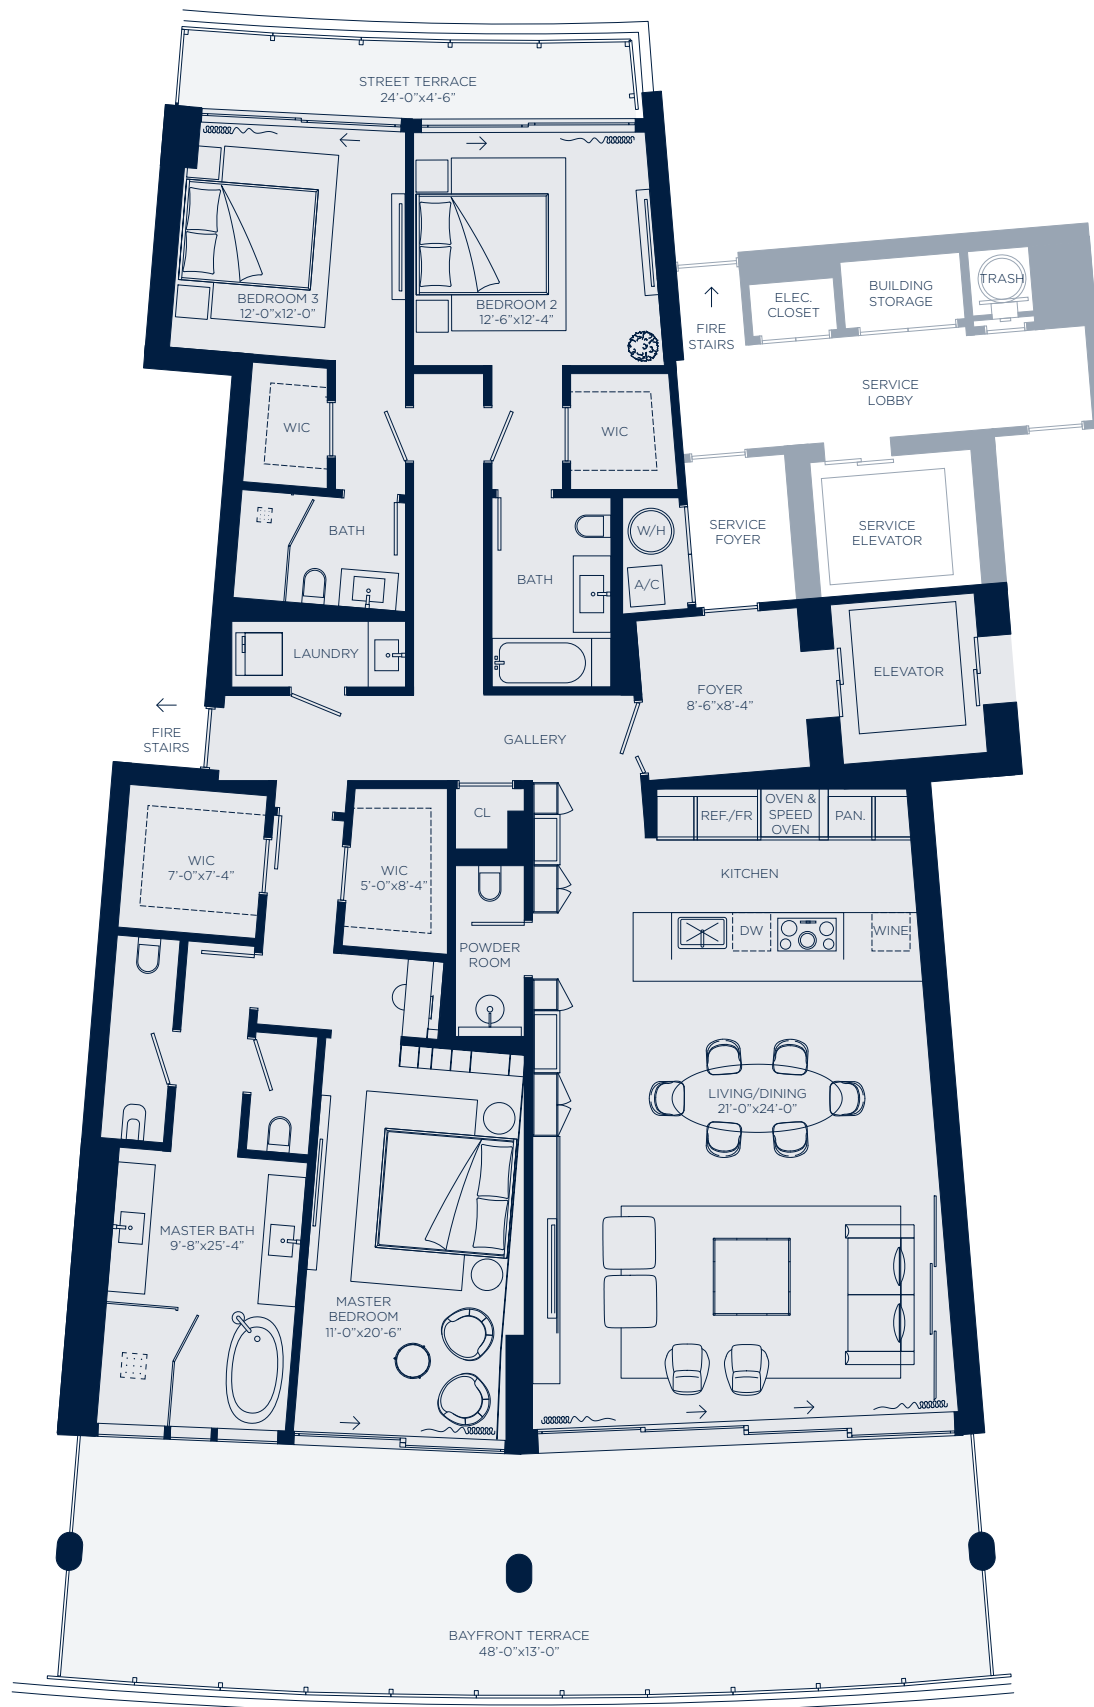 STREET TERRACE
24'-0"x4'-6"
BEDROOM 3
12'-0"x12'-0"
BEDROOM 2
12'-6"x12'-4"
FIRE
STAIRS
ELEC.
CLOSET
BUILDING
STORAGE
TRASH
SERVICE
LOBBY
WIC
WIC
BATH
BATH
W/H
A/C
SERVICE
FOYER
SERVICE
ELEVATOR
LAUNDRY
FOYER
8'-6"x8'-4"
ELEVATOR
FIRE
STAIRS
GALLERY
WIC
7'-0"x7'-4"
WIC
5'-0"x8'-4"
CL
REF./FR
OVEN &
SPEED
OVEN
PAN.
KITCHEN
POWDER
ROOM
DW
WINE
LIVING/DINING
21'-0"x24'-0"
MASTER BATH
9'-8"x25'-4"
MASTER
BEDROOM
11'-0"x20'-6"
BAYFRONT TERRACE
48'-0"x13'-0"